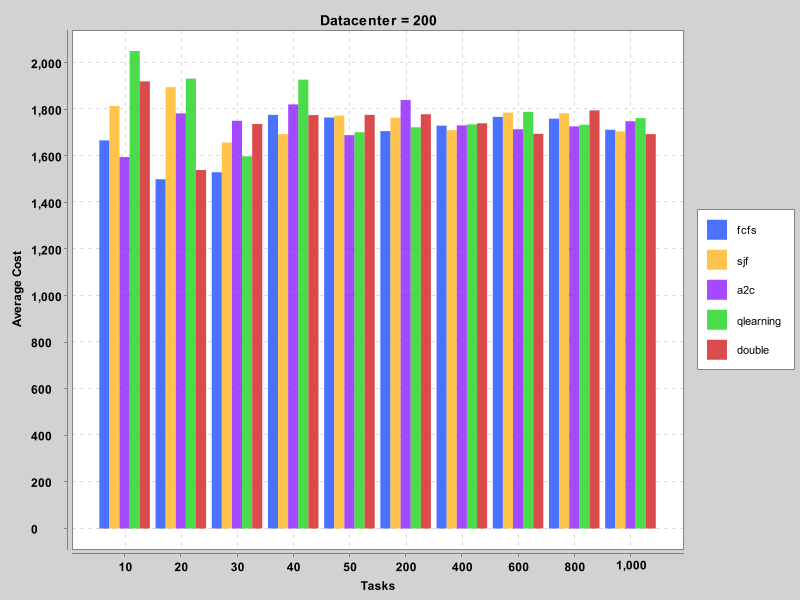 Datacenter = 200
2,000
1,800
1,600
1,400
1,200
1,000
800
600
400
200
0
Average Cost
10 20 30 40 50 200 400 600 800 1,000
Tasks
fcfs
sjf
a2c
qlearning
double